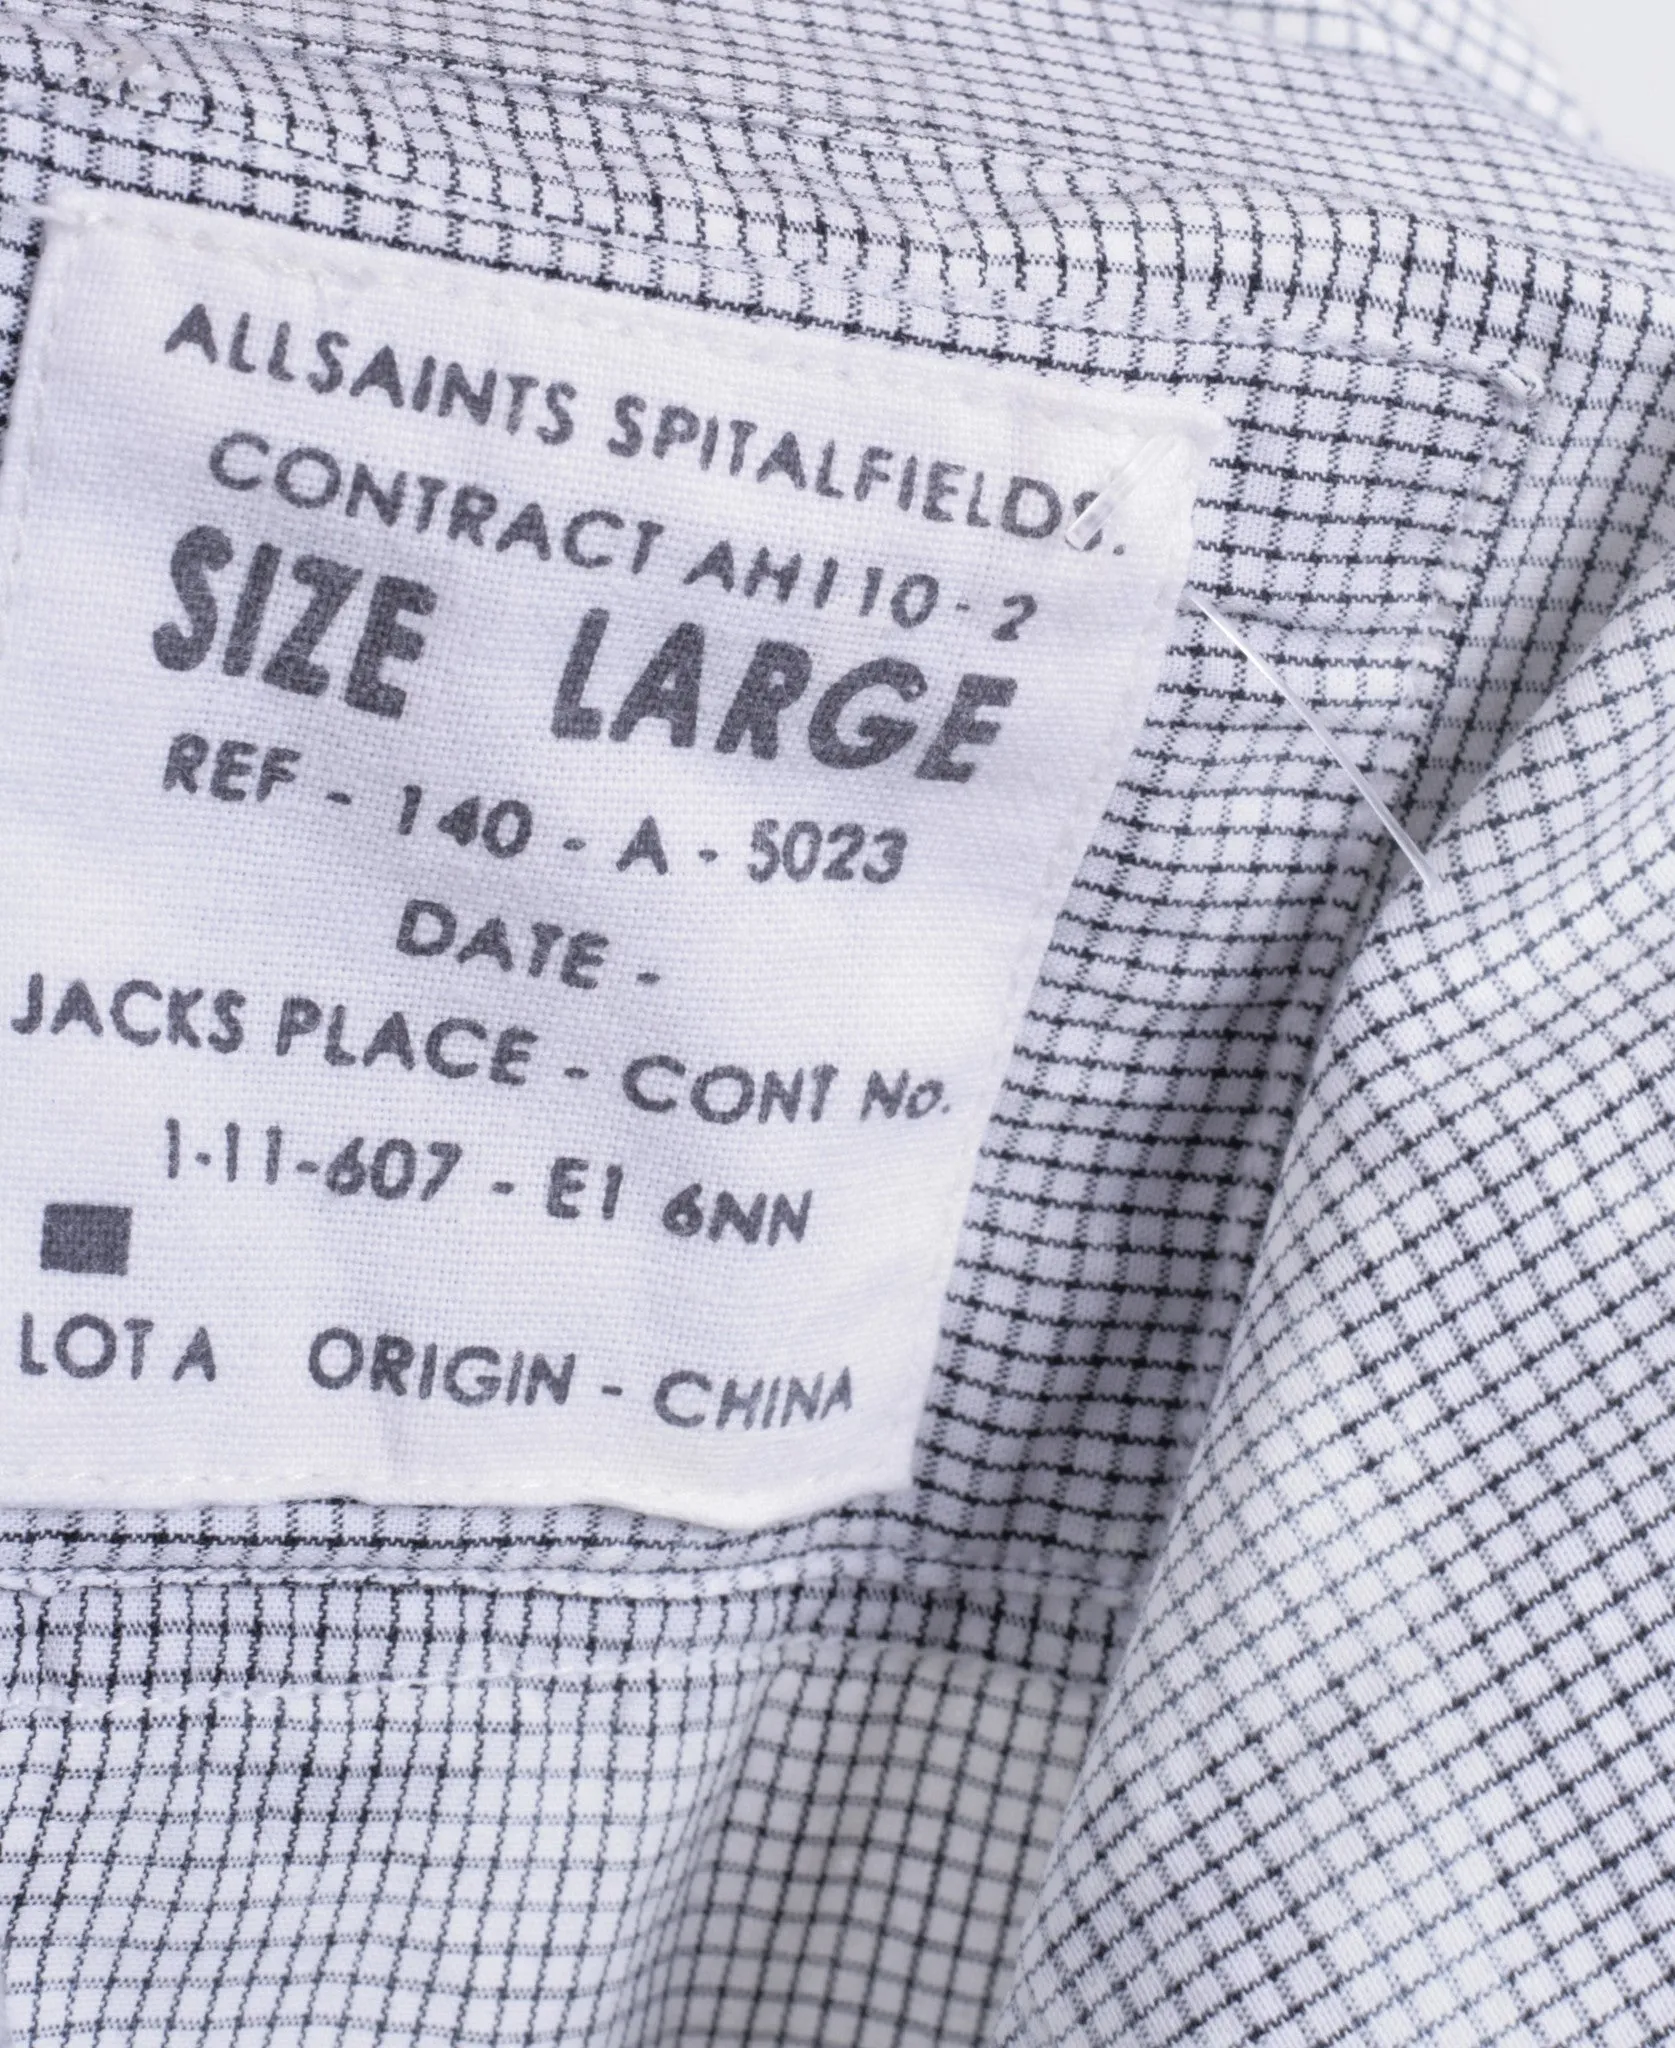 ALLSAINTS SPITALFIELDS.
CONTRACT AH110-2
SIZE LARGE
REF - 140 - A - 5023
DATE -
JACKS PLACE - CONT No.
1-11-607 - E1 6NN
LOT A ORIGIN - CHINA